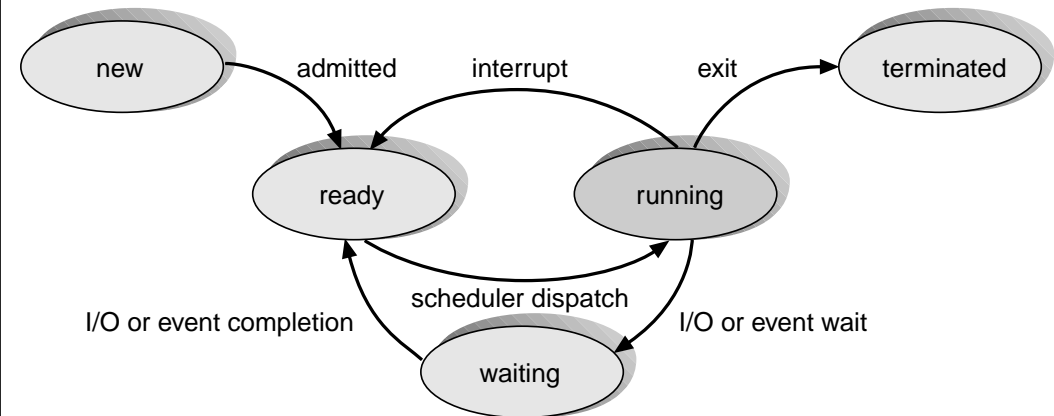 new
admitted
interrupt
exit
terminated
ready
running
scheduler dispatch
I/O or event completion
I/O or event wait
waiting